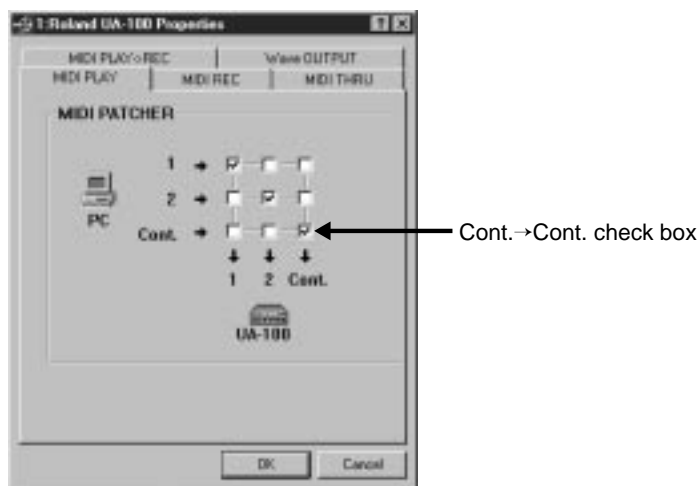 1:Roland UA-100 Properties
MIDI PLAY>REC
Wave OUTPUT
MIDI PLAY
MIDI REC
MIDI THRU
MIDI PATCHER
1
2
PC
Cont.
1 2 Cont.
UA-100
Cont.→Cont. check box
OK
Cancel